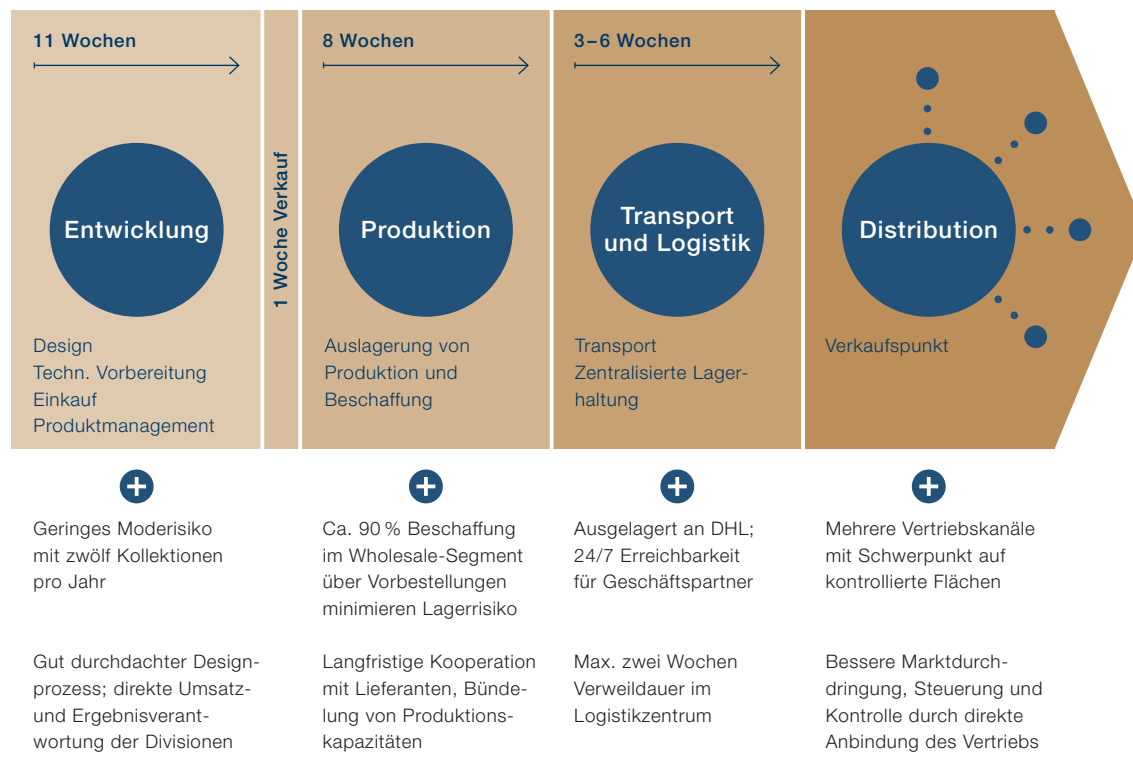 11 Wochen
Entwicklung
Design
Techn. Vorbereitung
Einkauf
Produktmanagement
1 Woche Verkauf
8 Wochen
Produktion
Auslagerung von
Produktion und
Beschaffung
3–6 Wochen
Transport
und Logistik
Transport
Zentralisierte Lager-
haltung
Distribution
Verkaufspunkt
Geringes Moderisiko
mit zwölf Kollektionen
pro Jahr
Gut durchdachter Design-
prozess; direkte Umsatz-
und Ergebnisverant-
wortung der Divisionen
Ca. 90 % Beschaffung
im Wholesale-Segment
über Vorbestellungen
minimieren Lagerrisiko
Langfristige Kooperation
mit Lieferanten, Bünde-
lung von Produktions-
kapazitäten
Ausgelagert an DHL;
24/7 Erreichbarkeit
für Geschäftspartner
Max. zwei Wochen
Verweildauer im
Logistikzentrum
Mehrere Vertriebskanäle
mit Schwerpunkt auf
kontrollierte Flächen
Bessere Marktdurch-
dringung, Steuerung und
Kontrolle durch direkte
Anbindung des Vertriebs